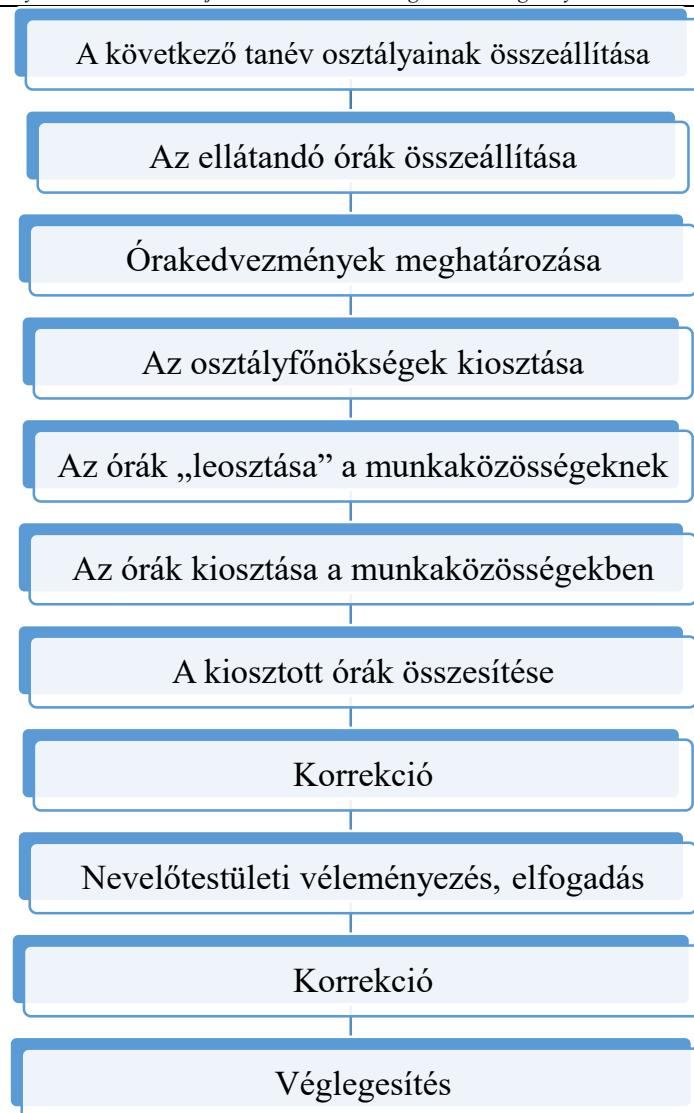 A következő tanév osztályainak összeállítása
Az ellátandó órák összeállítása
Órakedvezmények meghatározása
Az osztályfőnökségek kiosztása
Az órák „leosztása” a munkaközösségeknek
Az órák kiosztása a munkaközösségekben
A kiosztott órák összesítése
Korrekció
Nevelőtestületi véleményezés, elfogadás
Korrekció
Véglegesítés